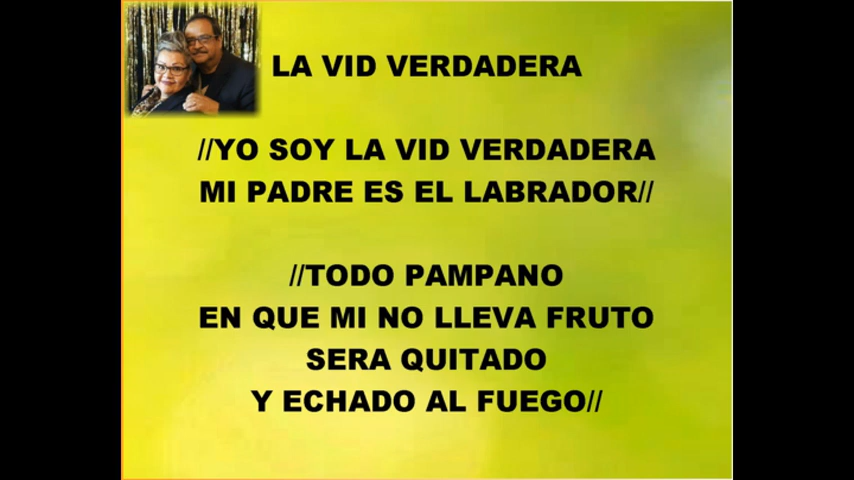 LA VID VERDADERA
//YO SOY LA VID VERDADERA
MI PADRE ES EL LABRADOR//
//TODO PAMPANO
EN QUE MI NO LLEVA FRUTO
SERA QUITADO
Y ECHADO AL FUEGO//